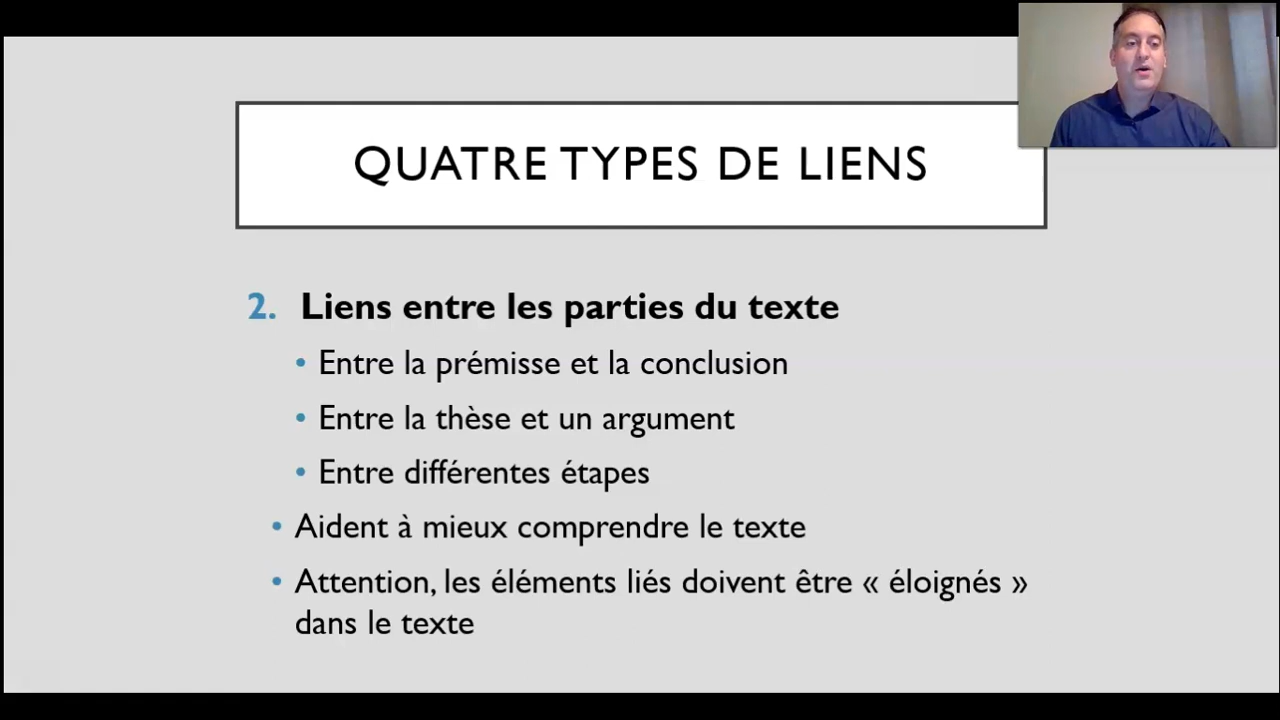 QUATRE TYPES DE LIENS
2. Liens entre les parties du texte
• Entre la prémisse et la conclusion
• Entre la thèse et un argument
• Entre différentes étapes
• Aident à mieux comprendre le texte
• Attention, les éléments liés doivent être « éloignés »
dans le texte